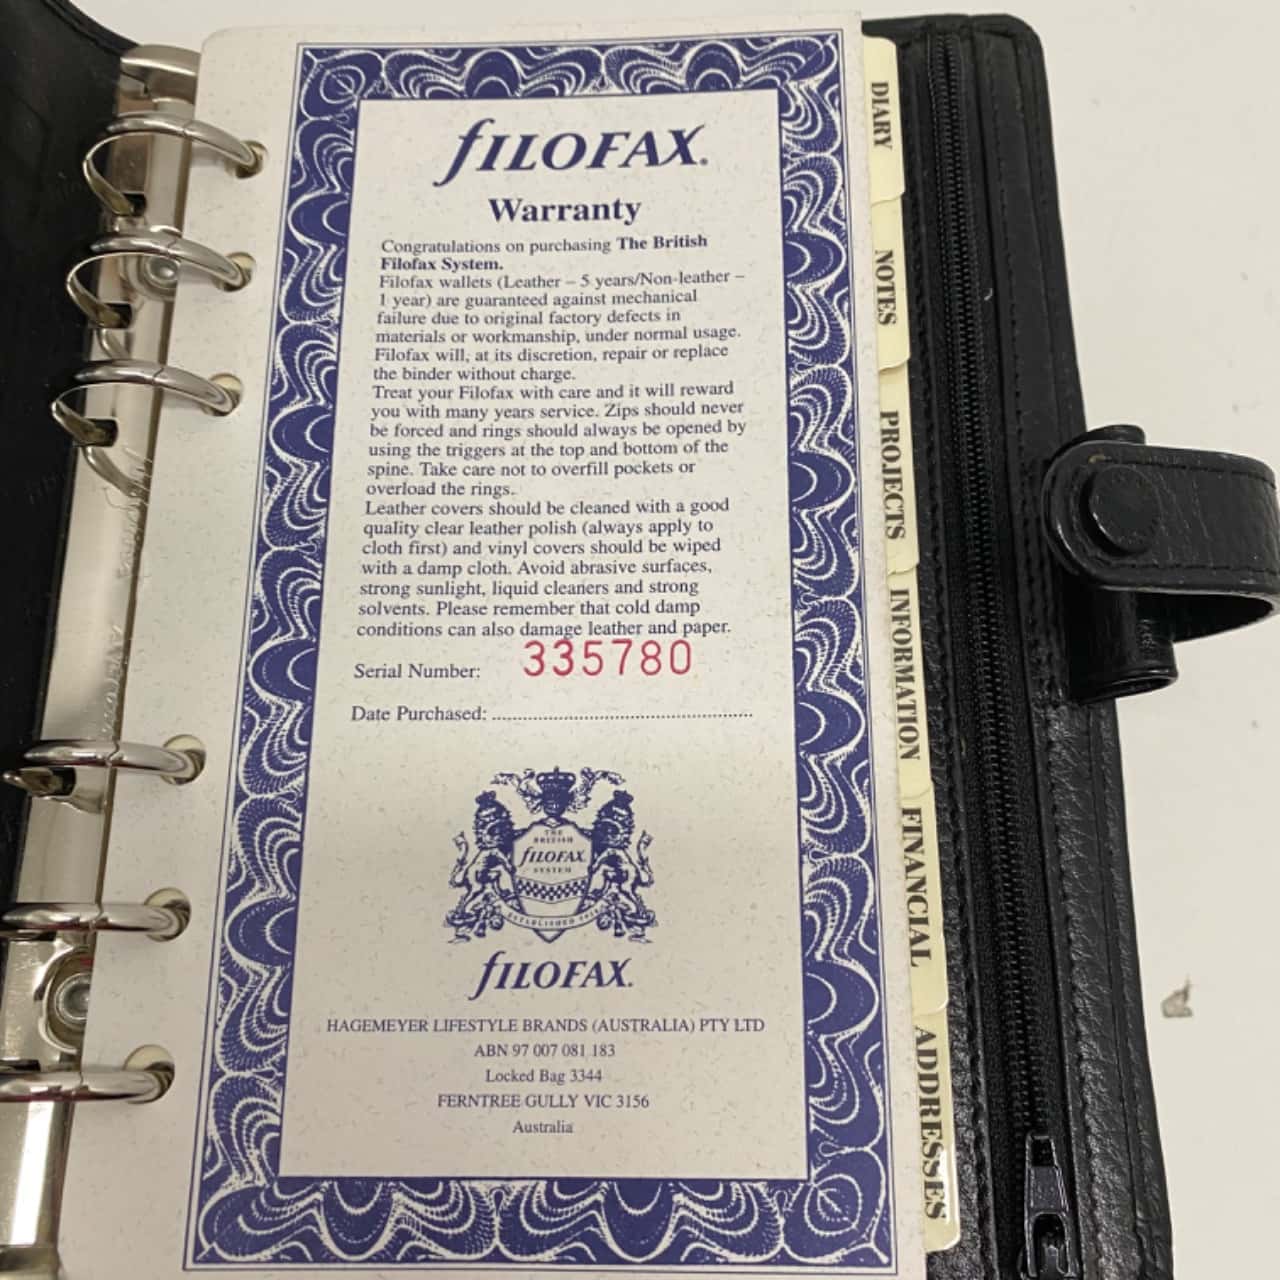 fILOFAX.
Warranty
Congratulations on purchasing The British
Filofax System.
Filofax wallets (Leather – 5 years/Non-leather –
1 year) are guaranteed against mechanical
failure due to original factory defects in
materials or workmanship, under normal usage.
Filofax will, at its discretion, repair or replace
the binder without charge.
Treat your Filofax with care and it will reward
you with many years service. Zips should never
be forced and rings should always be opened by
using the triggers at the top and bottom of the
spine. Take care not to overfill pockets or
overload the rings.
Leather covers should be cleaned with a good
quality clear leather polish (always apply to
cloth first) and vinyl covers should be wiped
with a damp cloth. Avoid abrasive surfaces,
strong sunlight, liquid cleaners and strong
solvents. Please remember that cold damp
conditions can also damage leather and paper.
Serial Number: 335780
Date Purchased: ....................................................
THE
BRITISH
fILOFAX
SYSTEM
ESTABLISHED
fILOFAX.
HAGEMEYER LIFESTYLE BRANDS (AUSTRALIA) PTY LTD
ABN 97 007 081 183
Locked Bag 3344
FERNTREE GULLY VIC 3156
Australia
DIARY
NOTES
PROJECTS
INFORMATION
FINANCIAL
ADDRESSES